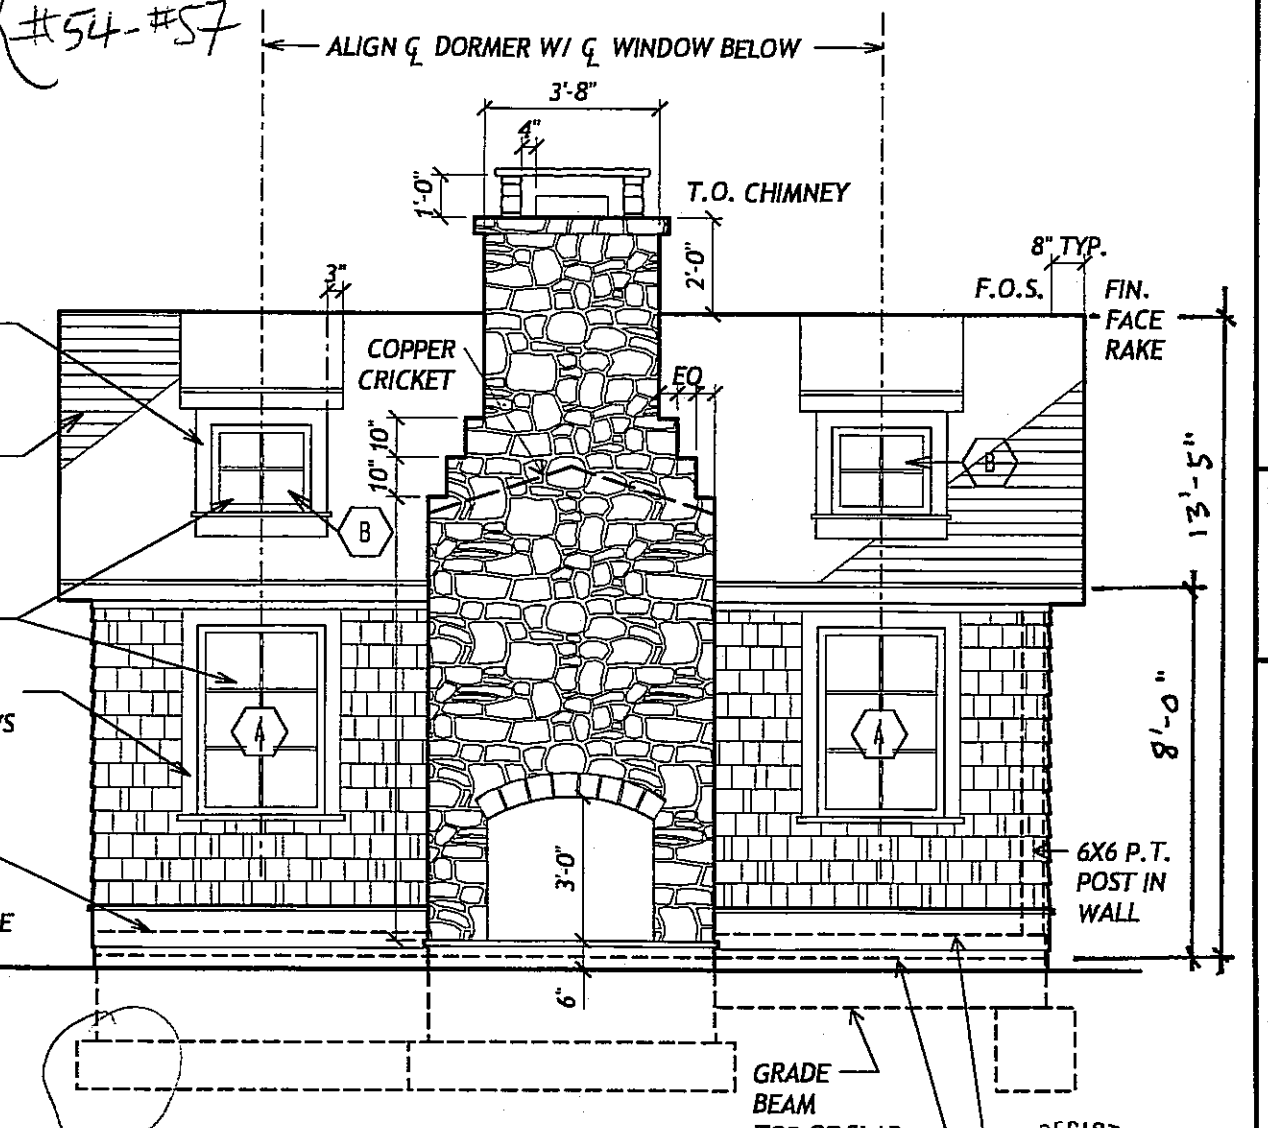 #54-#57
ALIGN ℄ DORMER W/ ℄ WINDOW BELOW
3'-8"
4"
1'-0"
T.O. CHIMNEY
2'-0"
8" TYP.
3"
F.O.S.
FIN.
FACE
RAKE
COPPER
CRICKET
EQ
10"
10"
B
B
13'-5"
A
A
8'-0"
3'-0"
6X6 P.T.
POST IN
WALL
6"
GRADE
BEAM